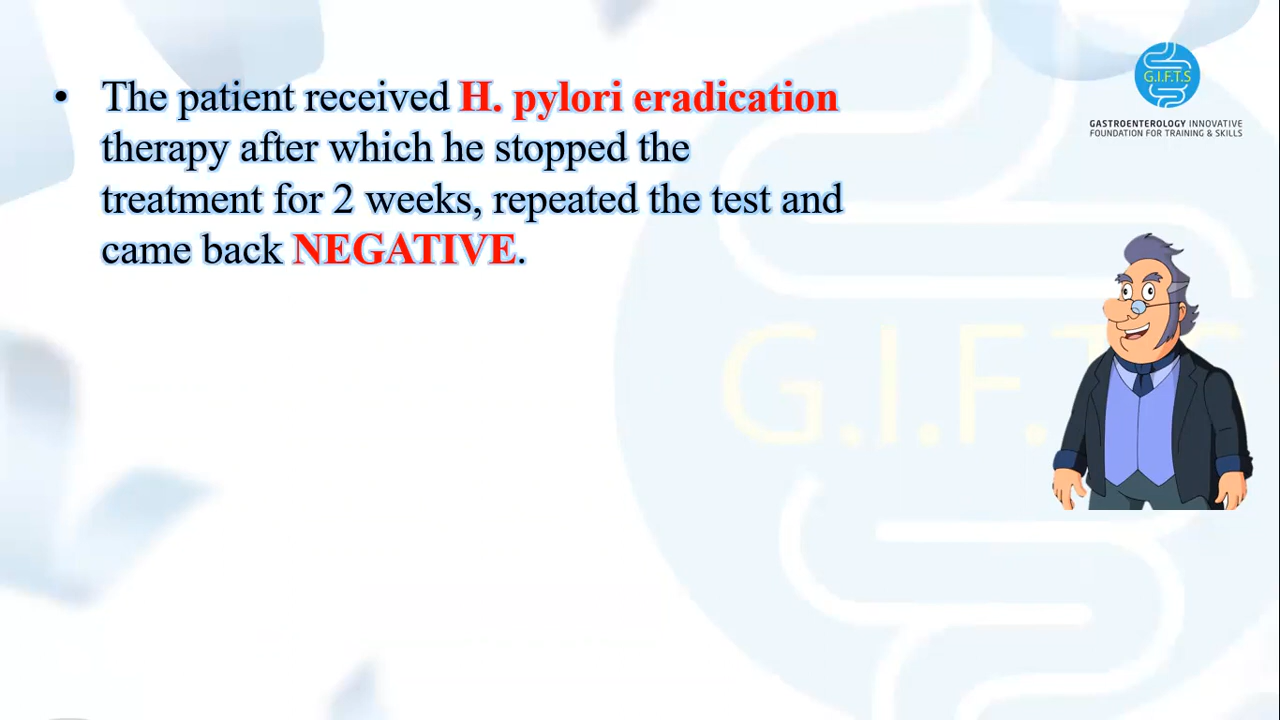 • The patient received H. pylori eradication
therapy after which he stopped the
treatment for 2 weeks, repeated the test and
came back NEGATIVE.
G.I.F.T.S
GASTROENTEROLOGY INNOVATIVE
FOUNDATION FOR TRAINING & SKILLS
G.I.F.T.S